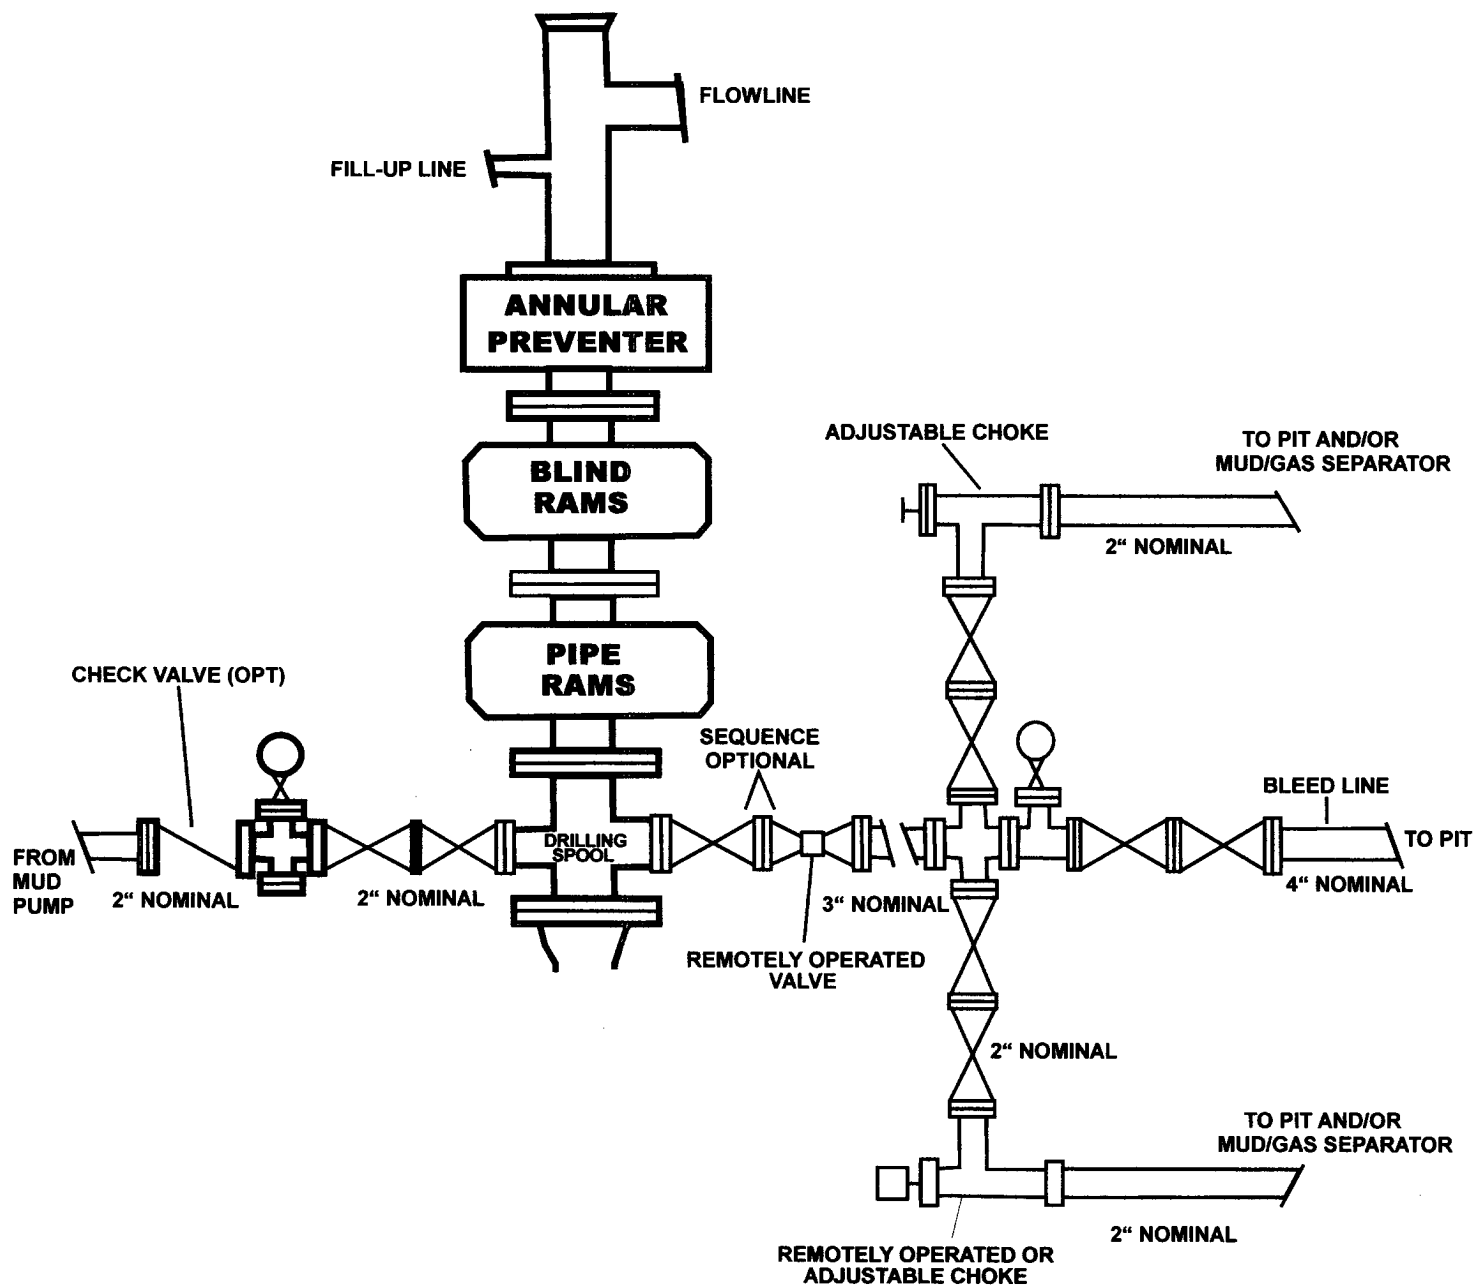 FLOWLINE
FILL-UP LINE
ANNULAR
PREVENTER
BLIND
RAMS
PIPE
RAMS
ADJUSTABLE CHOKE
TO PIT AND/OR
MUD/GAS SEPARATOR
2“ NOMINAL
CHECK VALVE (OPT)
SEQUENCE
OPTIONAL
BLEED LINE
DRILLING
SPOOL
TO PIT
FROM
MUD
PUMP
2“ NOMINAL
2“ NOMINAL
3“ NOMINAL
4“ NOMINAL
REMOTELY OPERATED
VALVE
2“ NOMINAL
TO PIT AND/OR
MUD/GAS SEPARATOR
2“ NOMINAL
REMOTELY OPERATED OR
ADJUSTABLE CHOKE